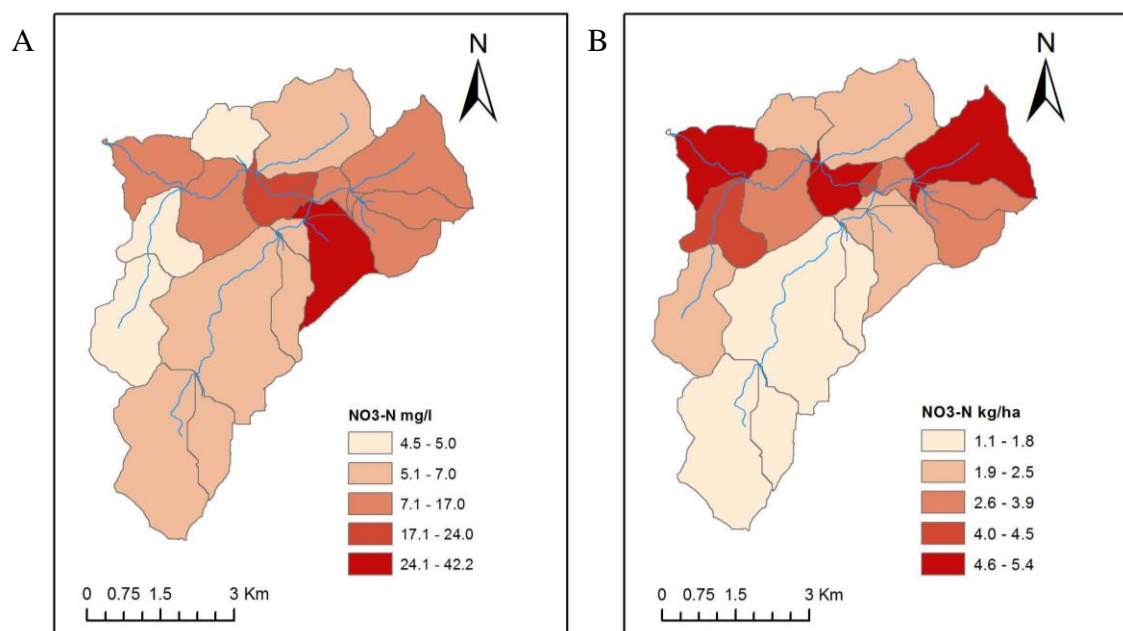 A
N
NO3-N mg/l
4.5 - 5.0
5.1 - 7.0
7.1 - 17.0
17.1 - 24.0
24.1 - 42.2
0 0.75 1.5 3 Km
B
N
NO3-N kg/ha
1.1 - 1.8
1.9 - 2.5
2.6 - 3.9
4.0 - 4.5
4.6 - 5.4
0 0.75 1.5 3 Km